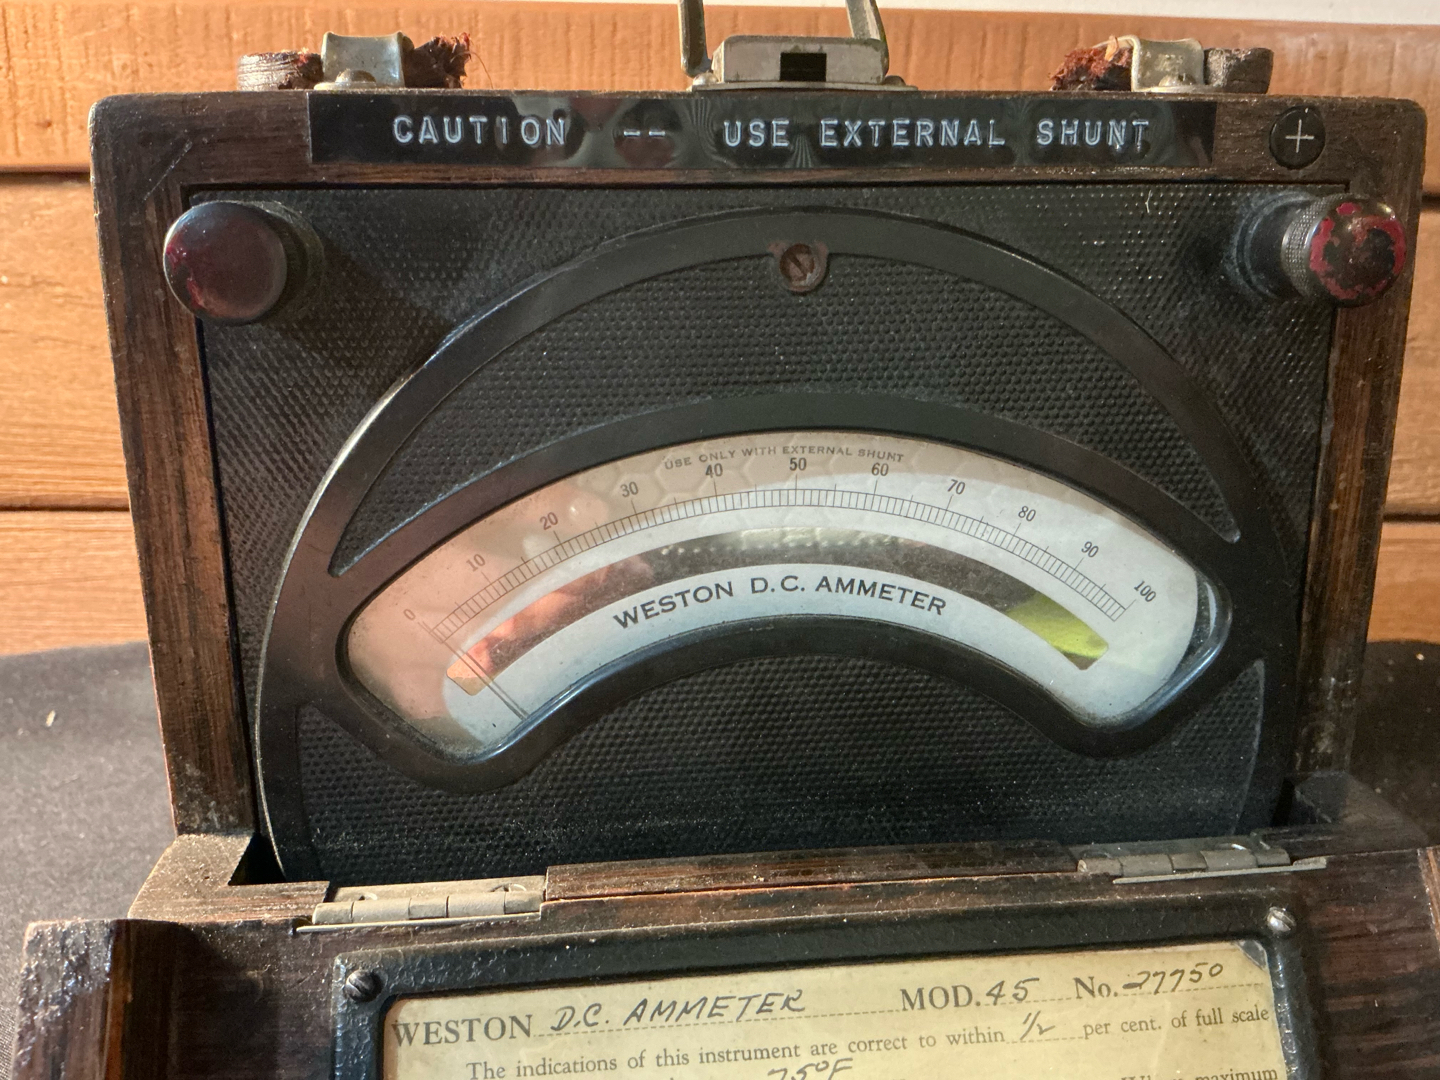 CAUTION -- USE EXTERNAL SHUNT
+
USE ONLY WITH EXTERNAL SHUNT
0 10 20 30 40 50 60 70 80 90 100
WESTON D.C. AMMETER
WESTON D.C. AMMETER MOD. 45 No. 27750
The indications of this instrument are correct to within 1/2 per cent. of full scale
75°F maximum